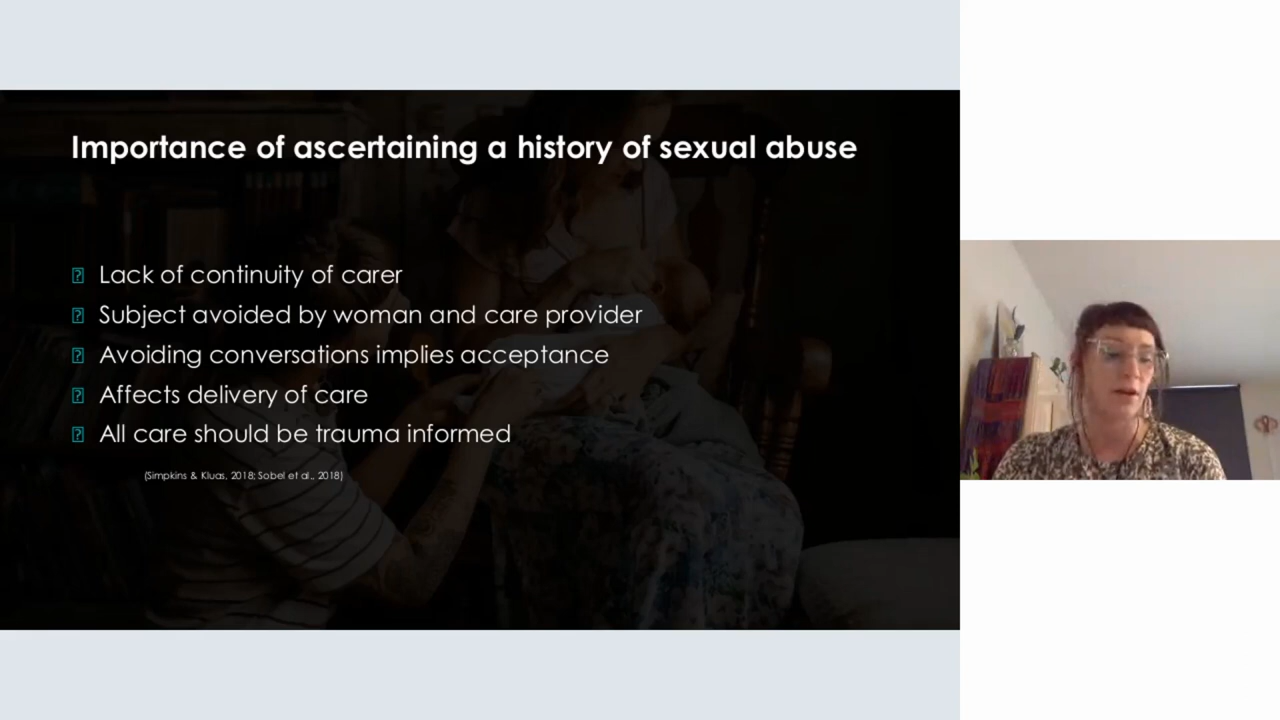 Importance of ascertaining a history of sexual abuse
Lack of continuity of carer
Subject avoided by woman and care provider
Avoiding conversations implies acceptance
Affects delivery of care
All care should be trauma informed
(Simpkins & Kluas, 2018; Sobel et al., 2018)